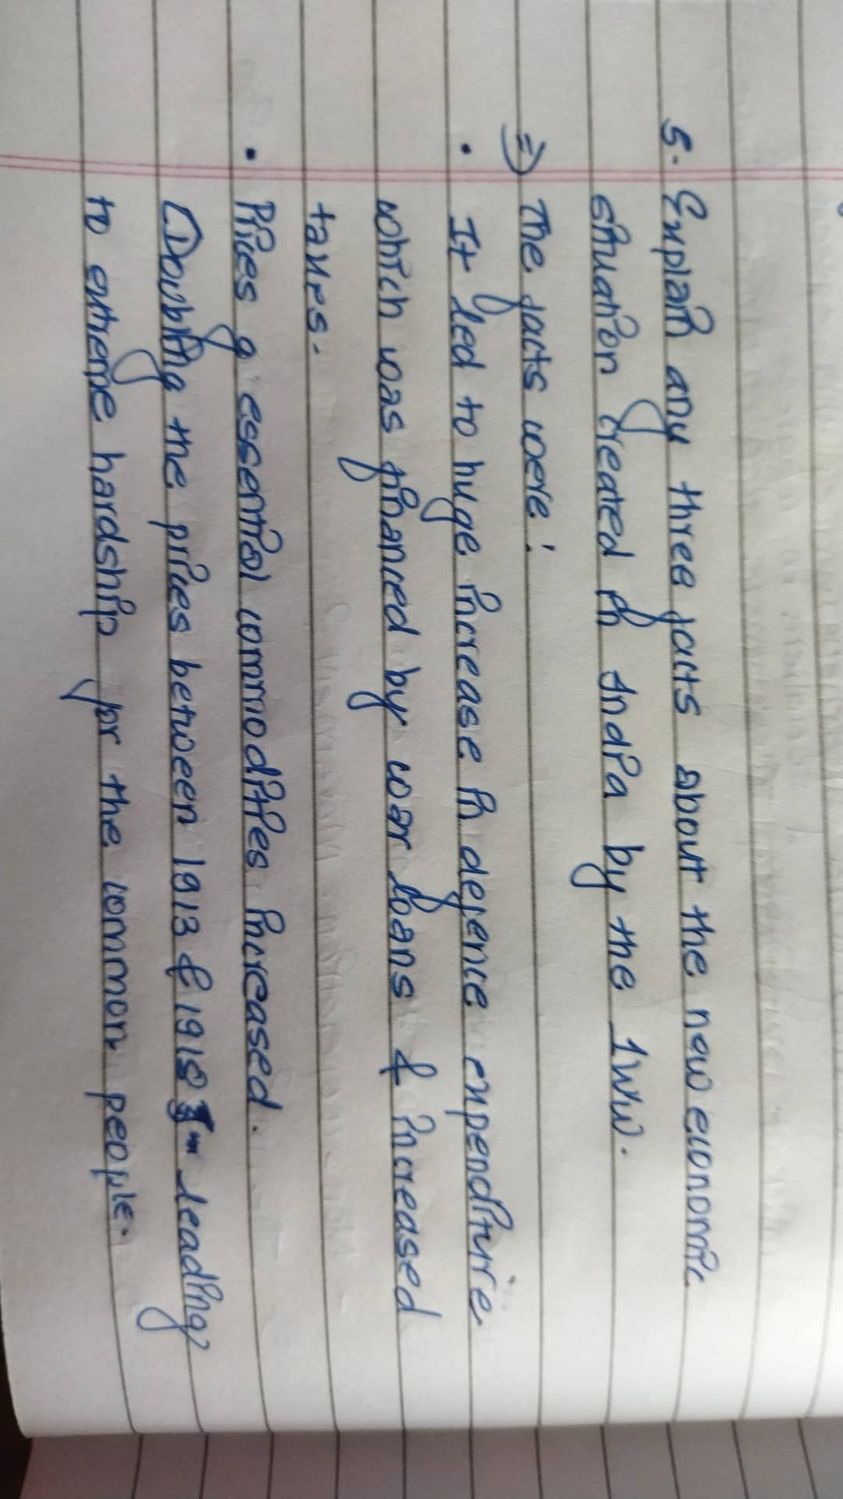 5. Explain any three facts about the new economic
situation created in India by the 1WW.
⇒ The facts were:
• It led to huge increase in defence expenditure
which was financed by war loans & increased
taxes.
• Prices of essential commodities increased.
Doubling the prices between 1913 & 1918 - leading
to extreme hardship for the common people.